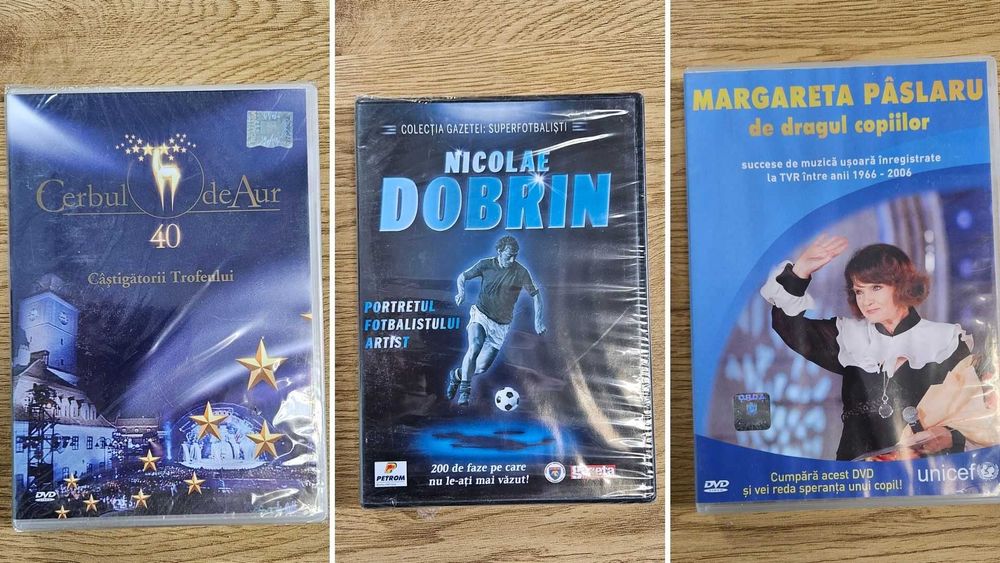 Cerbul de Aur
40
Câștigătorii Trofeului
DVD
COLECȚIA GAZETEI: SUPERFOTBALIȘTI
NICOLAE
DOBRIN
PORTRETUL
FOTBALISTULUI
ARTIST
200 de faze pe care
nu le-ați mai văzut!
PETROM
gazeta
MARGARETA PÂSLARU
de dragul copiilor
succese de muzică ușoară înregistrate
la TVR între anii 1966 - 2006
O.R.D.A.
Cumpără acest DVD
și vei reda speranța unui copil!
DVD
unicef